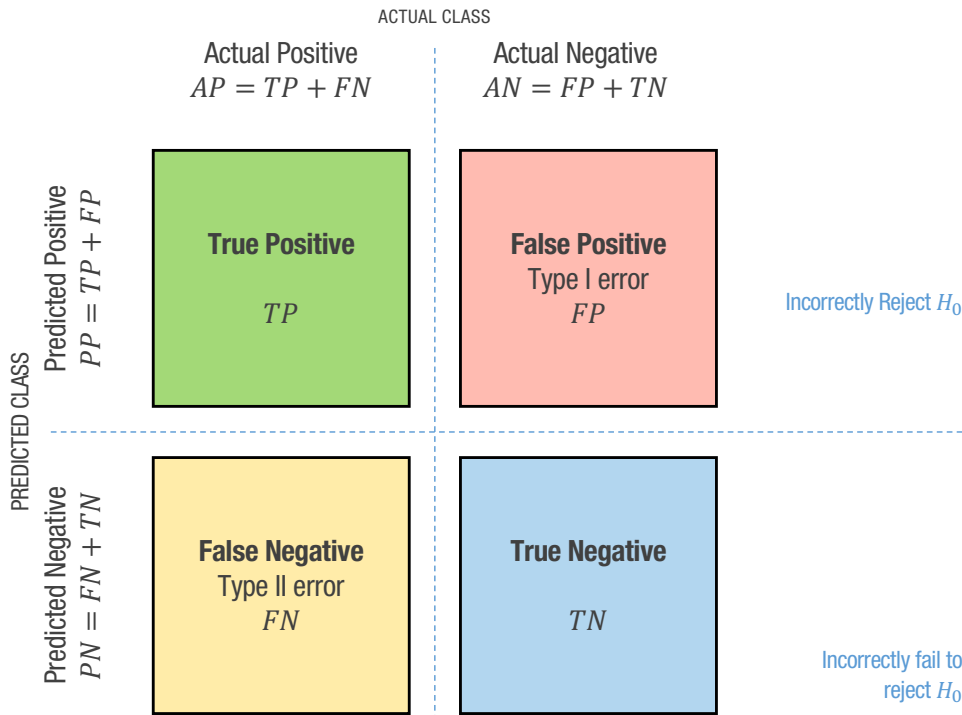 ACTUAL CLASS
Actual Positive
AP = TP + FN
Actual Negative
AN = FP + TN
PREDICTED CLASS
Predicted Positive
PP = TP + FP
True Positive
TP
False Positive
Type I error
FP
Incorrectly Reject H₀
Predicted Negative
PN = FN + TN
False Negative
Type II error
FN
True Negative
TN
Incorrectly fail to
reject H₀